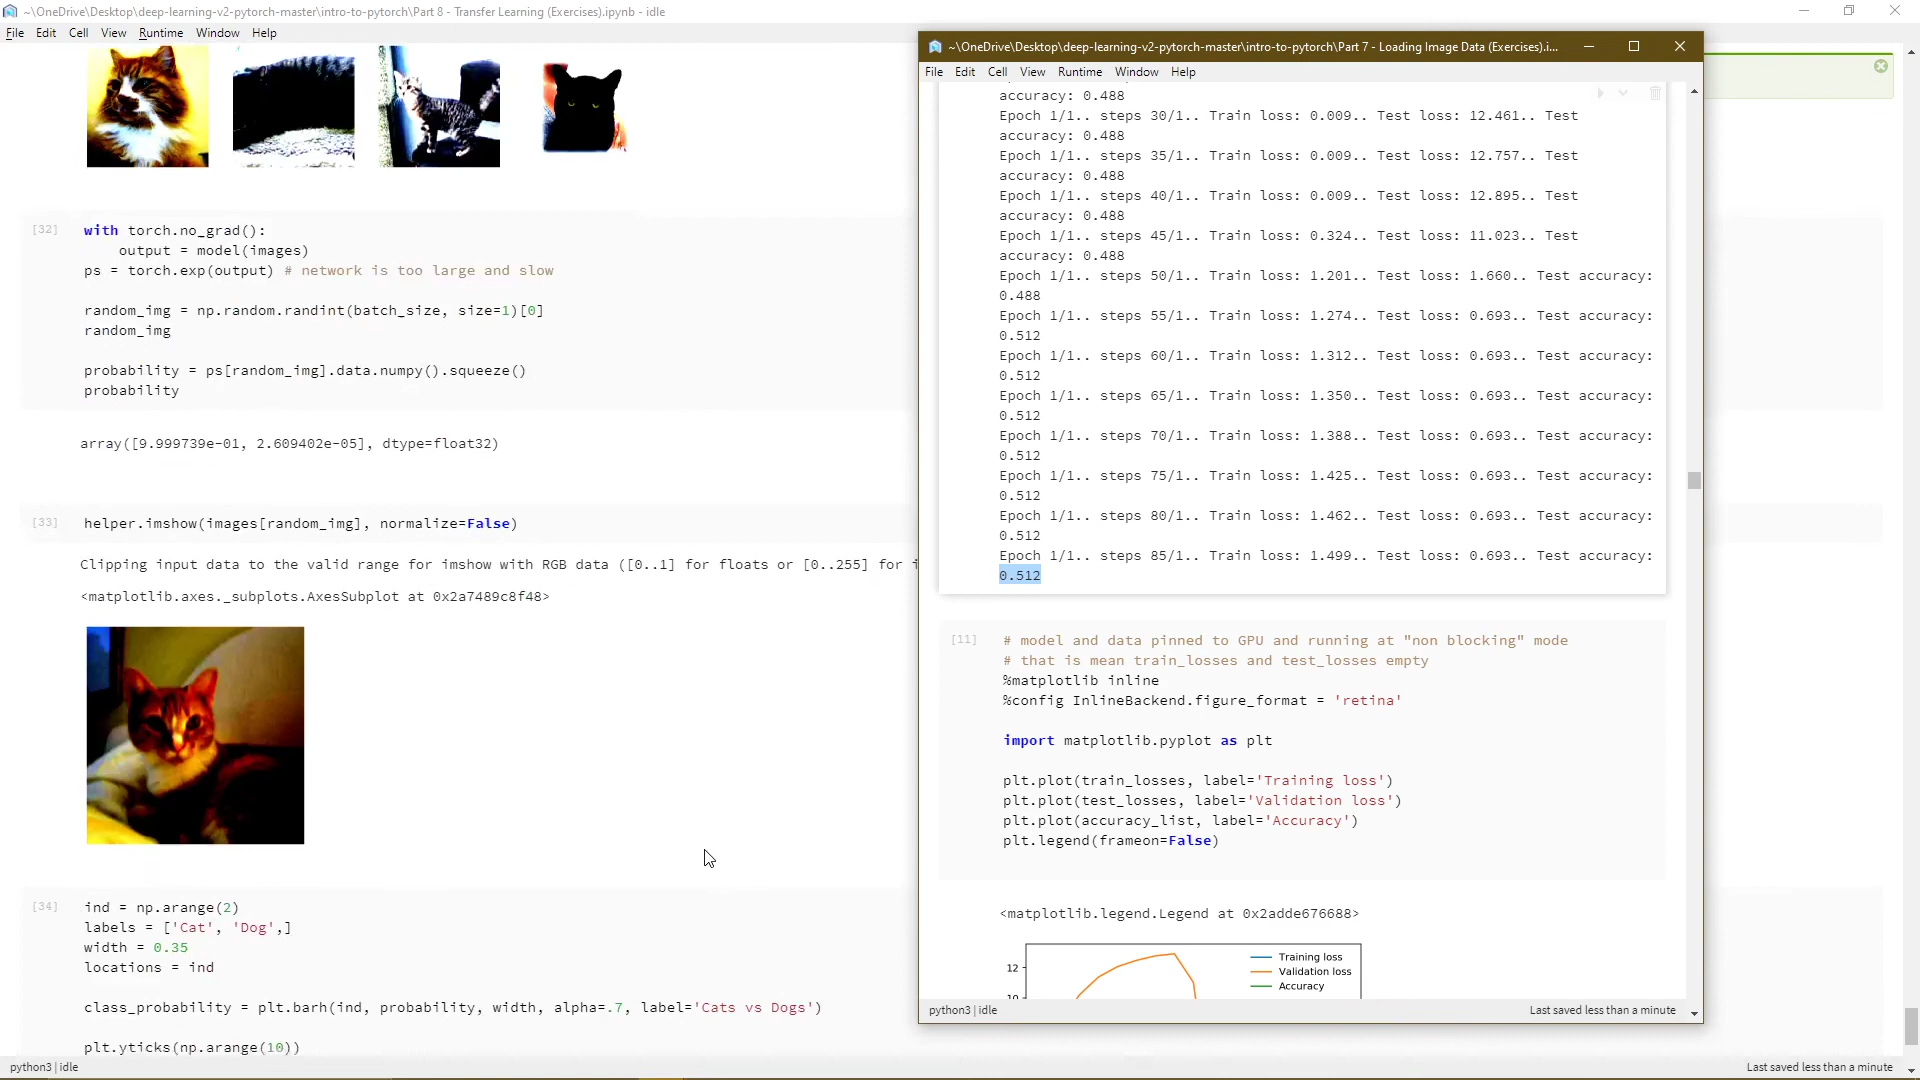 ~\OneDrive\Desktop\deep-learning-v2-pytorch-master\intro-to-pytorch\Part 8 - Transfer Learning (Exercises).ipynb - idle
File Edit Cell View Runtime Window Help
[32]
with torch.no_grad():
    output = model(images)
ps = torch.exp(output) # network is too large and slow
random_img = np.random.randint(batch_size, size=1)[0]
random_img
probability = ps[random_img].data.numpy().squeeze()
probability
array([9.999739e-01, 2.609402e-05], dtype=float32)
[33]
helper.imshow(images[random_img], normalize=False)
Clipping input data to the valid range for imshow with RGB data ([0..1] for floats or [0..255] for
<matplotlib.axes._subplots.AxesSubplot at 0x2a7489c8f48>
[34]
ind = np.arange(2)
labels = ['Cat', 'Dog',]
width = 0.35
locations = ind
class_probability = plt.barh(ind, probability, width, alpha=.7, label='Cats vs Dogs')
plt.yticks(np.arange(10))
python3 | idle
Last saved less than a minute
~\OneDrive\Desktop\deep-learning-v2-pytorch-master\intro-to-pytorch\Part 7 - Loading Image Data (Exercises).i...
File Edit Cell View Runtime Window Help
accuracy: 0.488
Epoch 1/1.. steps 30/1.. Train loss: 0.009.. Test loss: 12.461.. Test
accuracy: 0.488
Epoch 1/1.. steps 35/1.. Train loss: 0.009.. Test loss: 12.757.. Test
accuracy: 0.488
Epoch 1/1.. steps 40/1.. Train loss: 0.009.. Test loss: 12.895.. Test
accuracy: 0.488
Epoch 1/1.. steps 45/1.. Train loss: 0.324.. Test loss: 11.023.. Test
accuracy: 0.488
Epoch 1/1.. steps 50/1.. Train loss: 1.201.. Test loss: 1.660.. Test accuracy:
0.488
Epoch 1/1.. steps 55/1.. Train loss: 1.274.. Test loss: 0.693.. Test accuracy:
0.512
Epoch 1/1.. steps 60/1.. Train loss: 1.312.. Test loss: 0.693.. Test accuracy:
0.512
Epoch 1/1.. steps 65/1.. Train loss: 1.350.. Test loss: 0.693.. Test accuracy:
0.512
Epoch 1/1.. steps 70/1.. Train loss: 1.388.. Test loss: 0.693.. Test accuracy:
0.512
Epoch 1/1.. steps 75/1.. Train loss: 1.425.. Test loss: 0.693.. Test accuracy:
0.512
Epoch 1/1.. steps 80/1.. Train loss: 1.462.. Test loss: 0.693.. Test accuracy:
0.512
Epoch 1/1.. steps 85/1.. Train loss: 1.499.. Test loss: 0.693.. Test accuracy:
0.512
[11]
# model and data pinned to GPU and running at "non blocking" mode
# that is mean train_losses and test_losses empty
%matplotlib inline
%config InlineBackend.figure_format = 'retina'
import matplotlib.pyplot as plt
plt.plot(train_losses, label='Training loss')
plt.plot(test_losses, label='Validation loss')
plt.plot(accuracy_list, label='Accuracy')
plt.legend(frameon=False)
<matplotlib.legend.Legend at 0x2adde676688>
Training loss
12
Validation loss
Accuracy
10
python3 | idle
Last saved less than a minute